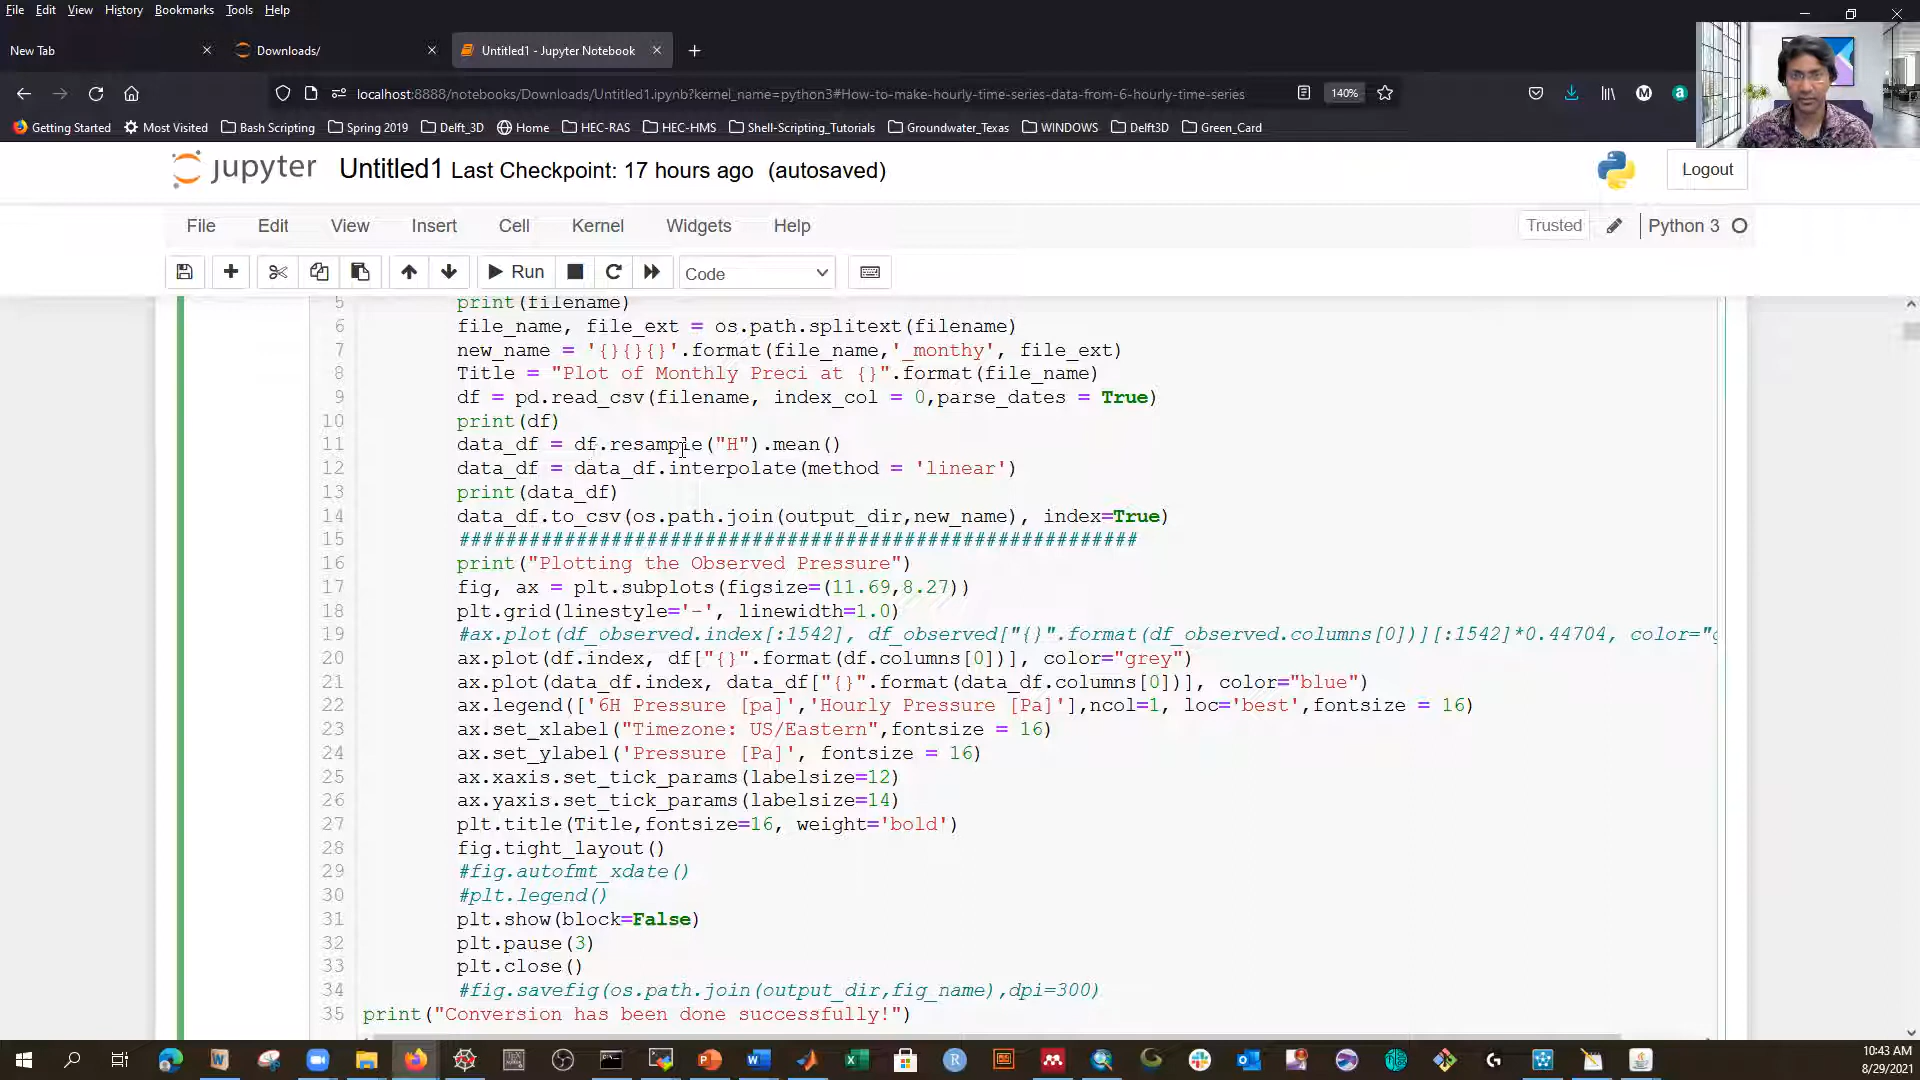 File Edit View History Bookmarks Tools Help
New Tab
Downloads/
Untitled1 - Jupyter Notebook
localhost:8888/notebooks/Downloads/Untitled1.ipynb?kernel_name=python3#How-to-make-hourly-time-series-data-from-6-hourly-time-series
140%
Getting Started Most Visited Bash Scripting Spring 2019 Delft_3D Home HEC-RAS HEC-HMS Shell-Scripting_Tutorials Groundwater_Texas WINDOWS Delft3D Green_Card
jupyter Untitled1 Last Checkpoint: 17 hours ago (autosaved)
Logout
File Edit View Insert Cell Kernel Widgets Help
Trusted Python 3
Run Code
5 print(filename)
6 file_name, file_ext = os.path.splitext(filename)
7 new_name = '{}{}{}'.format(file_name,'_monthy', file_ext)
8 Title = "Plot of Monthly Preci at {}".format(file_name)
9 df = pd.read_csv(filename, index_col = 0,parse_dates = True)
10 print(df)
11 data_df = df.resample("H").mean()
12 data_df = data_df.interpolate(method = 'linear')
13 print(data_df)
14 data_df.to_csv(os.path.join(output_dir,new_name), index=True)
15 ##########################################################
16 print("Plotting the Observed Pressure")
17 fig, ax = plt.subplots(figsize=(11.69,8.27))
18 plt.grid(linestyle='-', linewidth=1.0)
19 #ax.plot(df_observed.index[:1542], df_observed["{}".format(df_observed.columns[0])][:1542]*0.44704, color="g
20 ax.plot(df.index, df["{}".format(df.columns[0])], color="grey")
21 ax.plot(data_df.index, data_df["{}".format(data_df.columns[0])], color="blue")
22 ax.legend(['6H Pressure [pa]','Hourly Pressure [Pa]'],ncol=1, loc='best',fontsize = 16)
23 ax.set_xlabel("Timezone: US/Eastern",fontsize = 16)
24 ax.set_ylabel('Pressure [Pa]', fontsize = 16)
25 ax.xaxis.set_tick_params(labelsize=12)
26 ax.yaxis.set_tick_params(labelsize=14)
27 plt.title(Title,fontsize=16, weight='bold')
28 fig.tight_layout()
29 #fig.autofmt_xdate()
30 #plt.legend()
31 plt.show(block=False)
32 plt.pause(3)
33 plt.close()
34 #fig.savefig(os.path.join(output_dir,fig_name),dpi=300)
35 print("Conversion has been done successfully!")
10:43 AM
8/29/2021